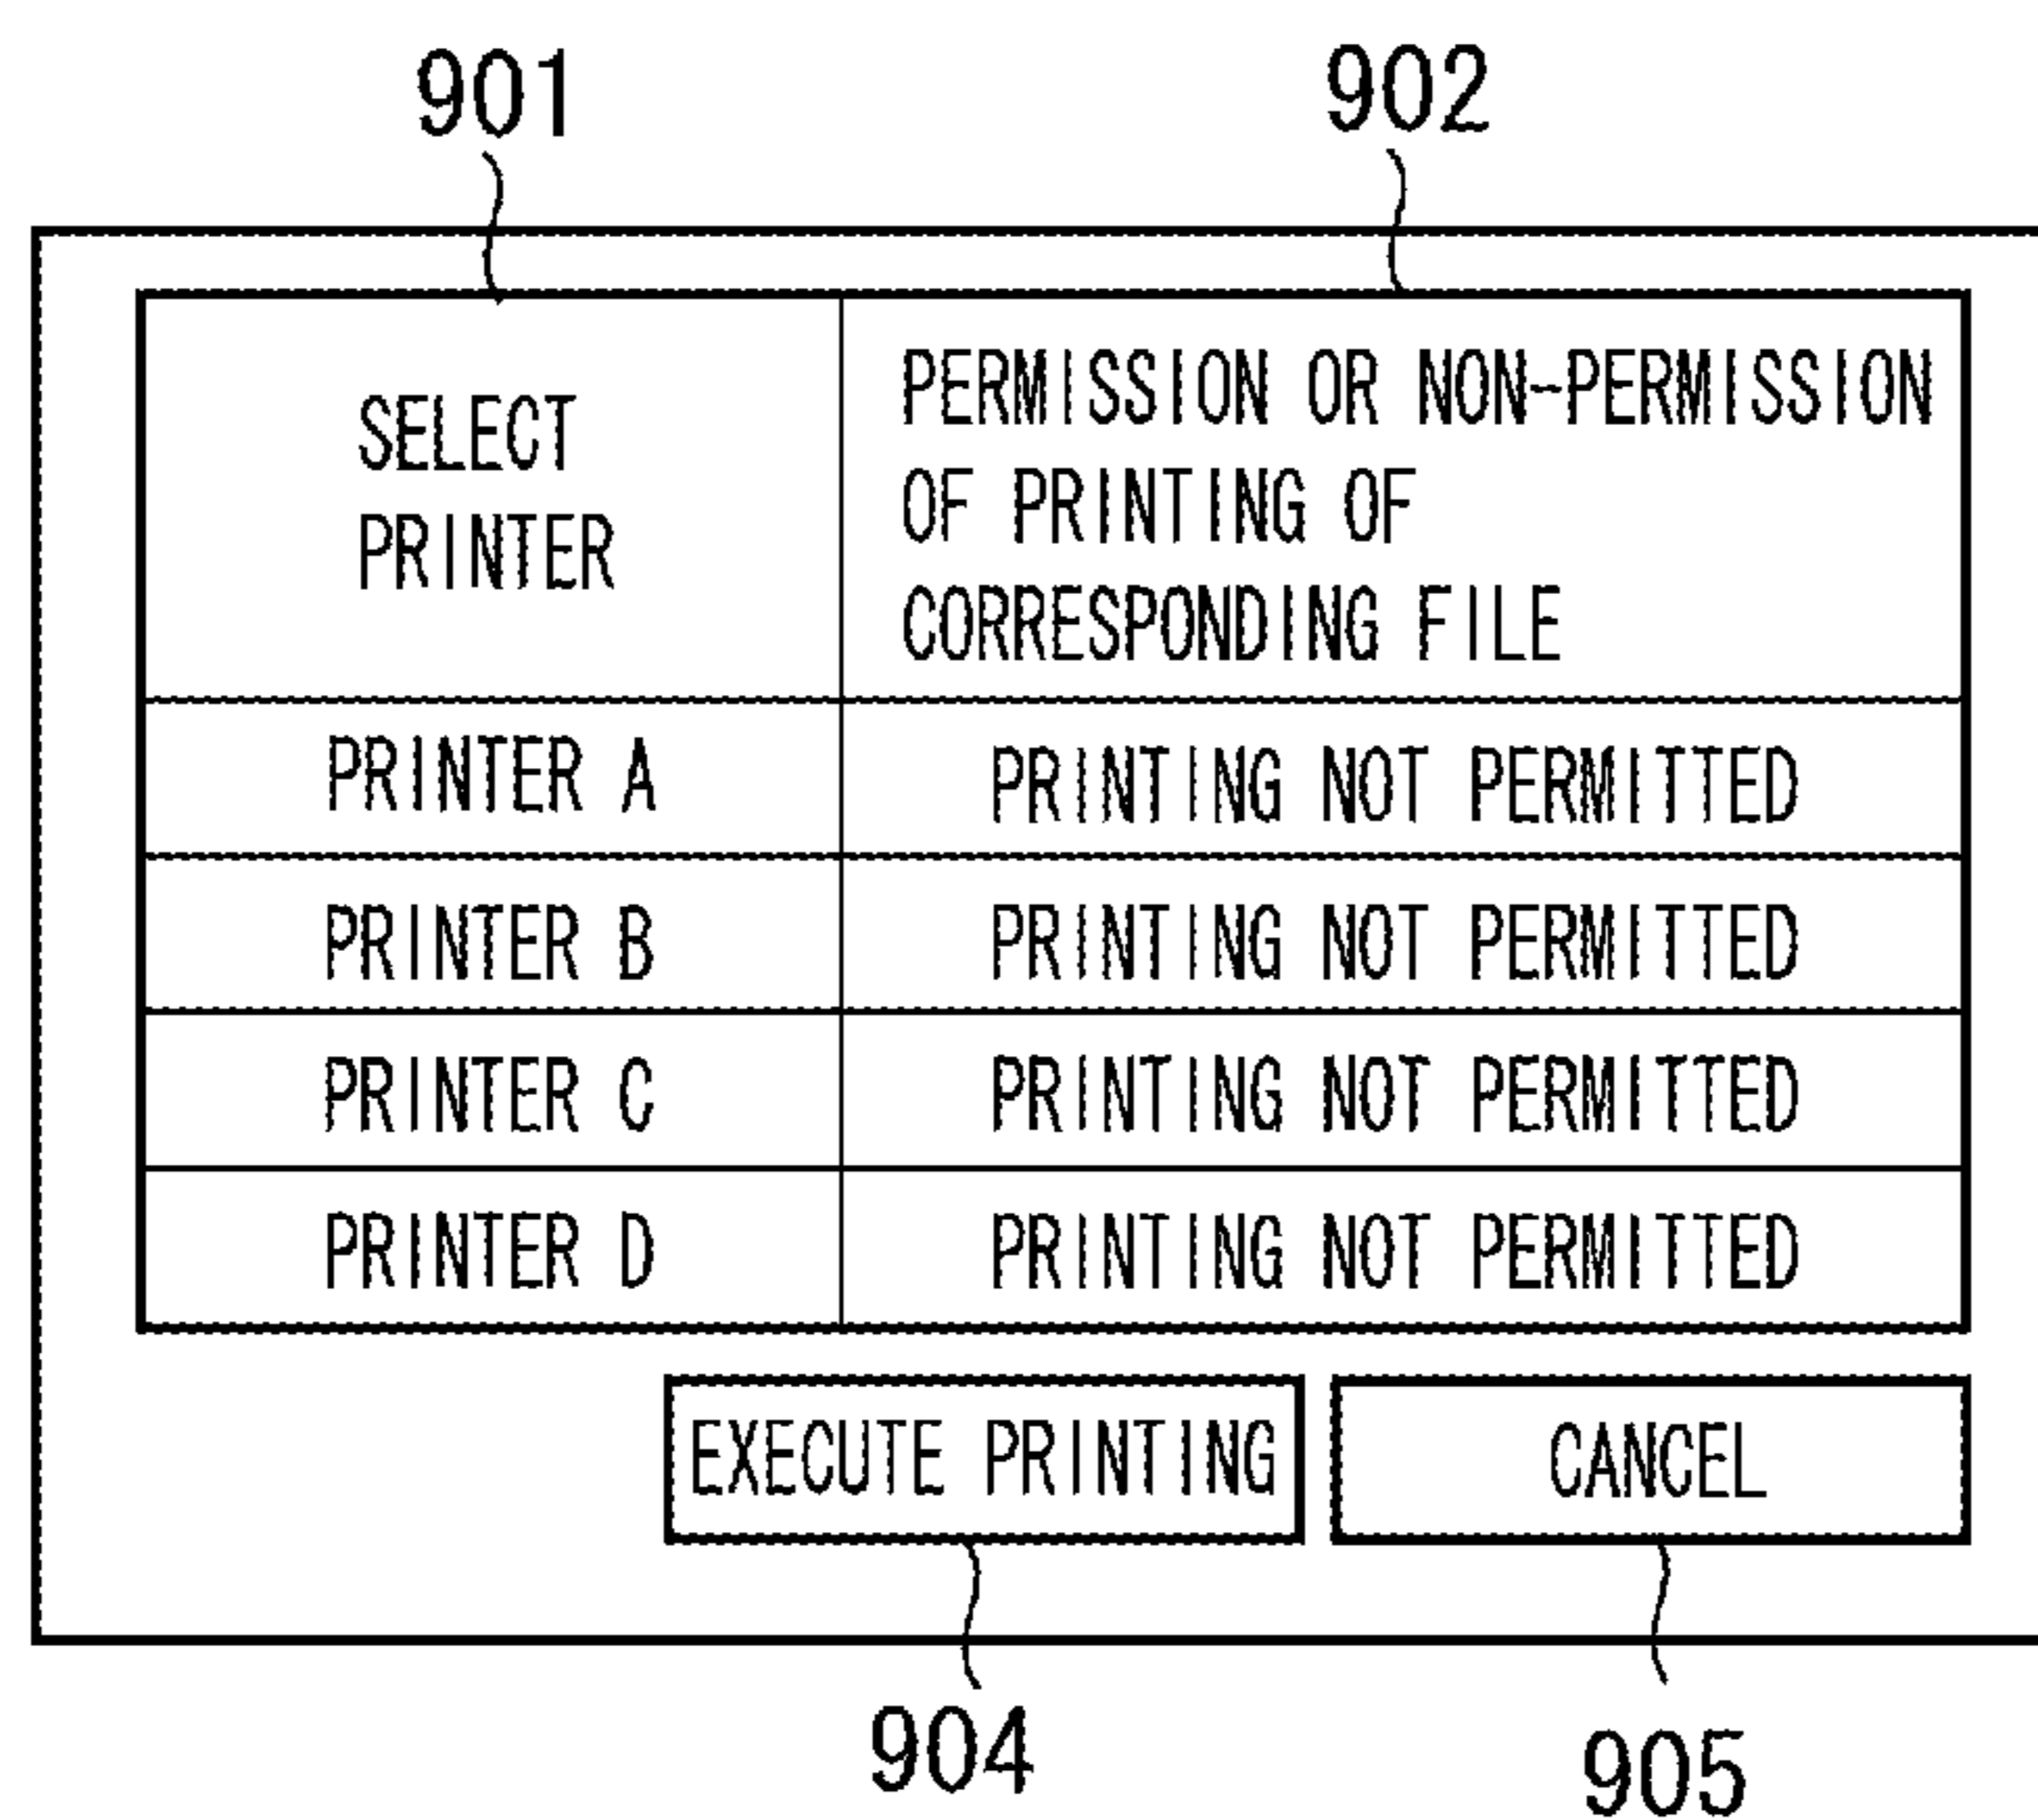 901
902
SELECT
PRINTER
PERMISSION OR NON-PERMISSION
OF PRINTING OF
CORRESPONDING FILE
PRINTER A
PRINTING NOT PERMITTED
PRINTER B
PRINTING NOT PERMITTED
PRINTER C
PRINTING NOT PERMITTED
PRINTER D
PRINTING NOT PERMITTED
EXECUTE PRINTING
CANCEL
904
905